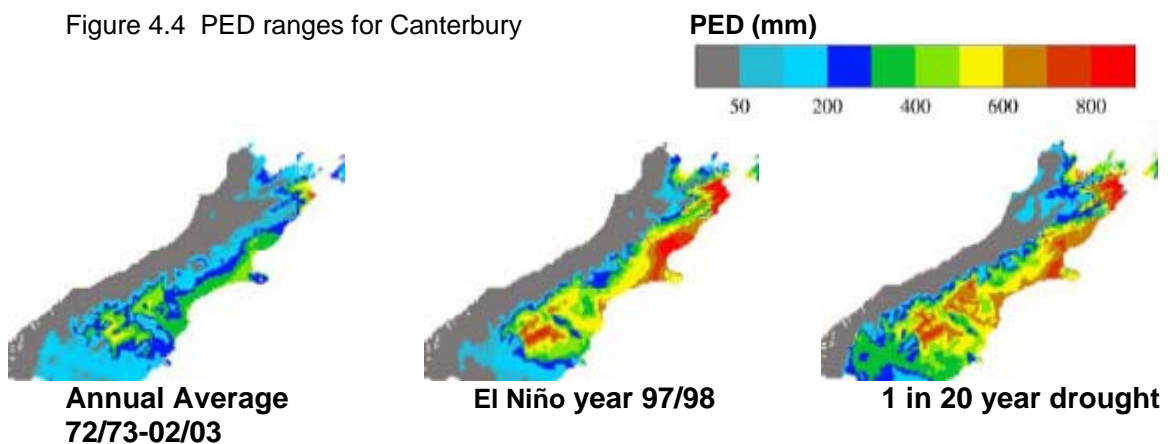 Figure 4.4 PED ranges for Canterbury
PED (mm)
50 200 400 600 800
Annual Average
72/73-02/03
El Niño year 97/98
1 in 20 year drought